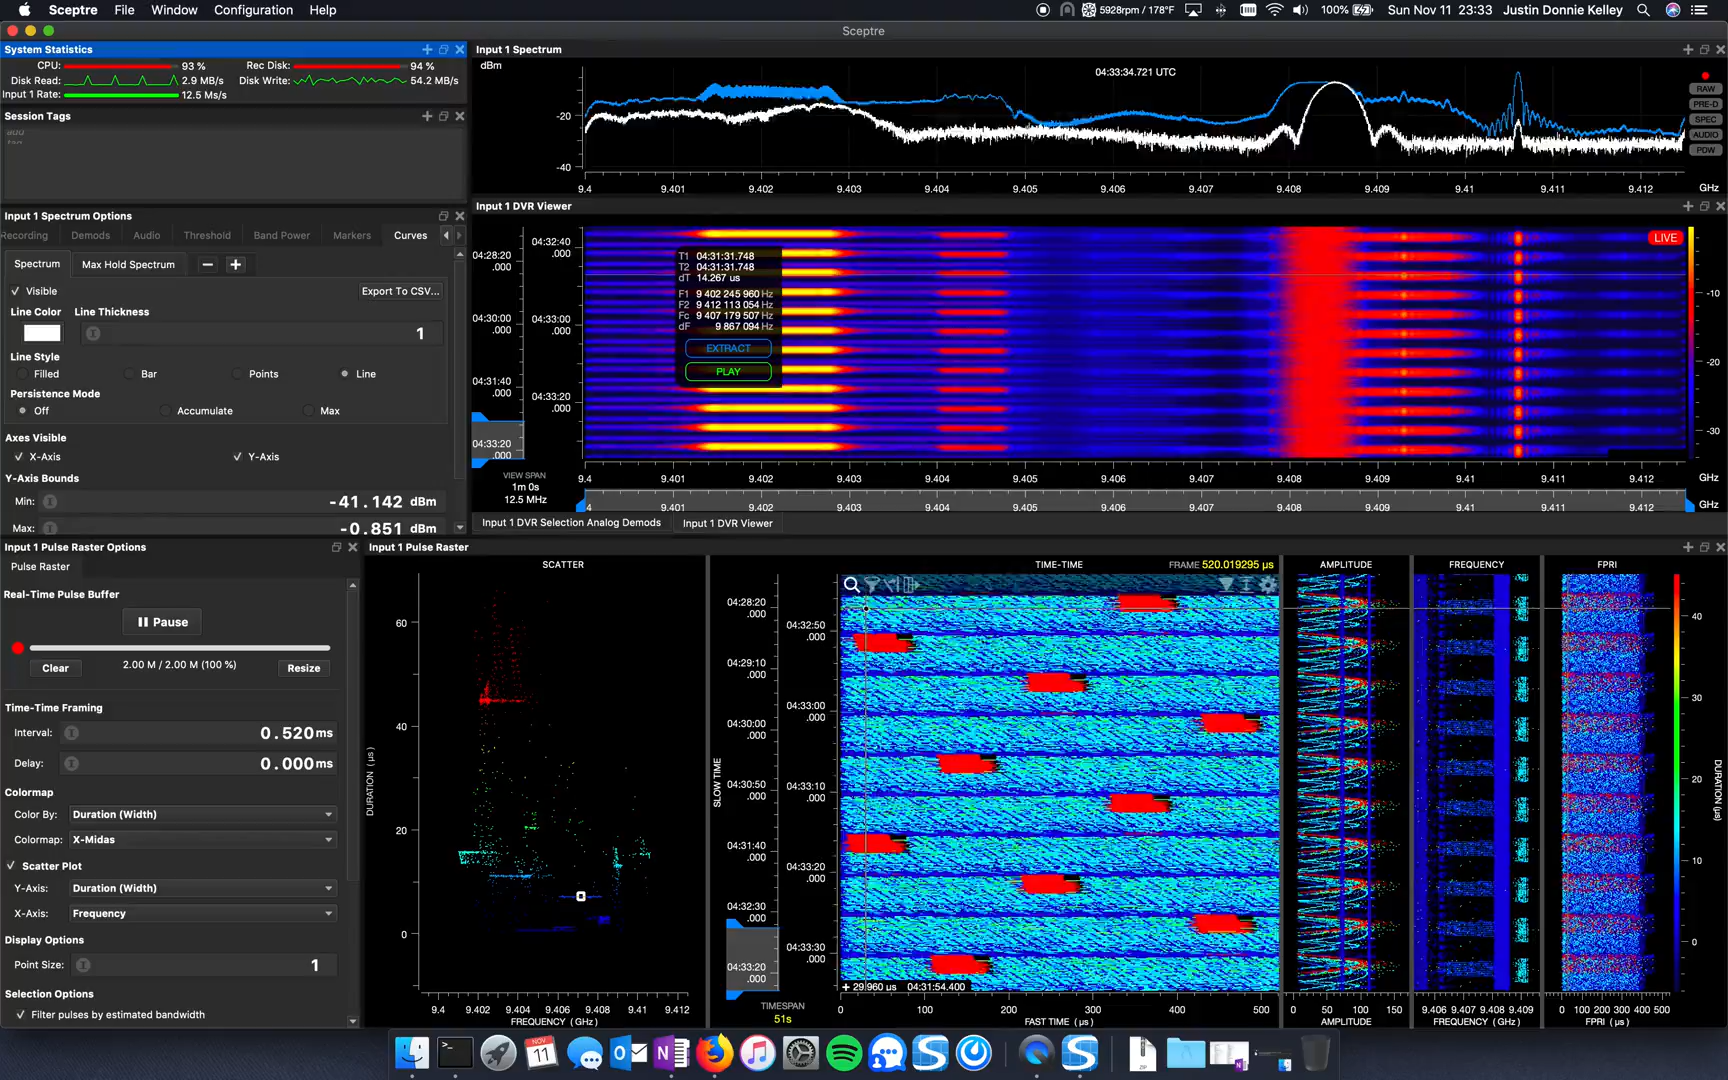 Sceptre File Window Configuration Help
5928rpm / 178°F 100% Sun Nov 11 23:33 Justin Donnie Kelley
Sceptre
System Statistics
CPU: 93 % Rec Disk: 94 %
Disk Read: 2.9 MB/s Disk Write: 54.2 MB/s
Input 1 Rate: 12.5 Ms/s
Session Tags
Input 1 Spectrum Options
Recording Demods Audio Threshold Band Power Markers Curves
Spectrum Max Hold Spectrum
Visible Export To CSV...
Line Color Line Thickness
1
Line Style
Filled Bar Points Line
Persistence Mode
Off Accumulate Max
Axes Visible
X-Axis Y-Axis
Y-Axis Bounds
Min: -41.142 dBm
Max: -0.851 dBm
Input 1 Spectrum
dBm
04:33:34.721 UTC
-20
-40
9.4 9.401 9.402 9.403 9.404 9.405 9.406 9.407 9.408 9.409 9.41 9.411 9.412
GHz
RAW
PRE-D
SPEC
AUDIO
PDW
Input 1 DVR Viewer
04:28:20
.000
04:30:00
.000
04:31:40
.000
04:33:20
.000
VIEW SPAN
1m 0s
12.5 MHz
04:32:40
.000
04:33:00
.000
04:33:20
.000
T1 04:31:31.748
T2 04:31:31.748
dT 14.267 us
F1 9 402 245 960 Hz
F2 9 412 113 054 Hz
Fc 9 407 179 507 Hz
dF 9 867 094 Hz
EXTRACT
PLAY
LIVE
-10
-20
-30
9.4 9.401 9.402 9.403 9.404 9.405 9.406 9.407 9.408 9.409 9.41 9.411 9.412 GHz
9.4 9.401 9.402 9.403 9.404 9.405 9.406 9.407 9.408 9.409 9.41 9.411 9.412 GHz
Input 1 DVR Selection Analog Demods Input 1 DVR Viewer
Input 1 Pulse Raster Options
Pulse Raster
Real-Time Pulse Buffer
Pause
Clear 2.00 M / 2.00 M (100 %) Resize
Time-Time Framing
Interval: 0.520ms
Delay: 0.000ms
Colormap
Color By: Duration (Width)
Colormap: X-Midas
Scatter Plot
Y-Axis: Duration (Width)
X-Axis: Frequency
Display Options
Point Size: 1
Selection Options
Filter pulses by estimated bandwidth
Input 1 Pulse Raster
SCATTER
DURATION (µs)
60
40
20
0
9.4 9.402 9.404 9.406 9.408 9.41 9.412
FREQUENCY (GHz)
SLOW TIME
04:28:20
.000
04:29:10
.000
04:30:00
.000
04:30:50
.000
04:31:40
.000
04:32:30
.000
04:33:20
.000
TIMESPAN
51s
TIME-TIME FRAME 520.019295 µs
04:32:50
.000
04:33:00
.000
04:33:10
.000
04:33:20
.000
04:33:30
.000
29.960 µs 04:31:54.400
0 100 200 300 400 500
FAST TIME (µs)
AMPLITUDE
0 50 100 150
AMPLITUDE
FREQUENCY
9.406 9.407 9.408 9.409
FREQUENCY (GHz)
FPRI
0 100 200 300 400 500
FPRI (µs)
40
30
20
10
0
DURATION (µs)
NOV
11
ZIP